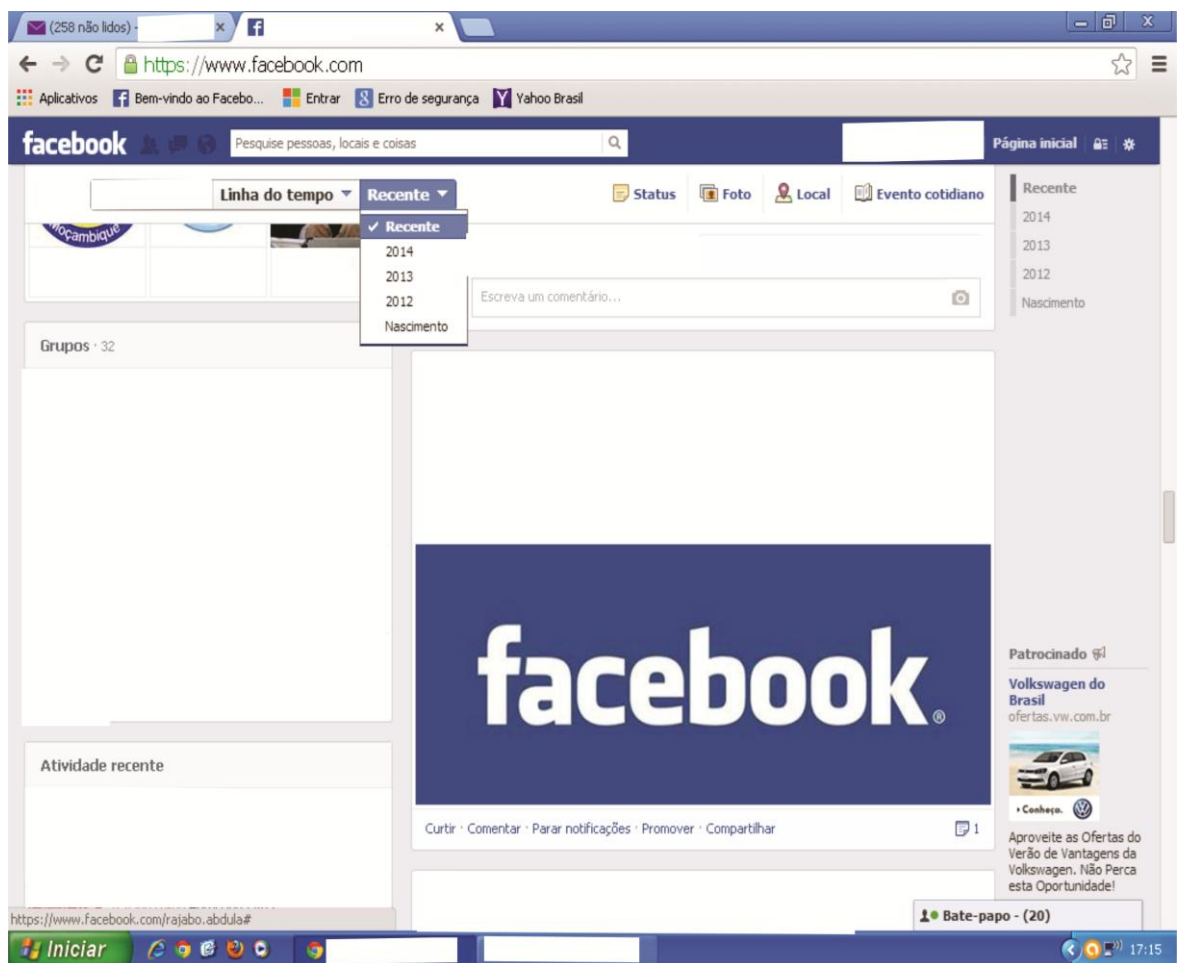 (258 não lidos) -
https://www.facebook.com
Aplicativos Bem-vindo ao Facebo... Entrar Erro de segurança Yahoo Brasil
facebook Pesquise pessoas, locais e coisas Página inicial
Linha do tempo Recente Status Foto Local Evento cotidiano
Moçambique
Recente
2014
2013
2012
Nascimento
Escreva um comentário...
Recente
2014
2013
2012
Nascimento
Grupos · 32
facebook®
Atividade recente
Curtir · Comentar · Parar notificações · Promover · Compartilhar 1
Patrocinado
Volkswagen do
Brasil
ofertas.vw.com.br
Conheça.
Aproveite as Ofertas do
Verão de Vantagens da
Volkswagen. Não Perca
esta Oportunidade!
https://www.facebook.com/rajabo.abdula#
Bate-papo - (20)
Iniciar 17:15